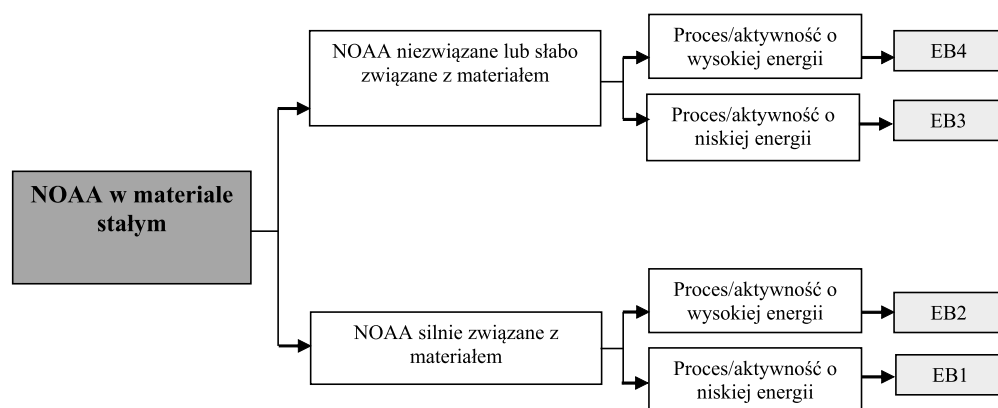 NOAA w materiale
stałym
NOAA niezwiązane lub słabo
związane z materiałem
Proces/aktywność o
wysokiej energii
EB4
Proces/aktywność o
niskiej energii
EB3
NOAA silnie związane z
materiałem
Proces/aktywność o
wysokiej energii
EB2
Proces/aktywność o
niskiej energii
EB1